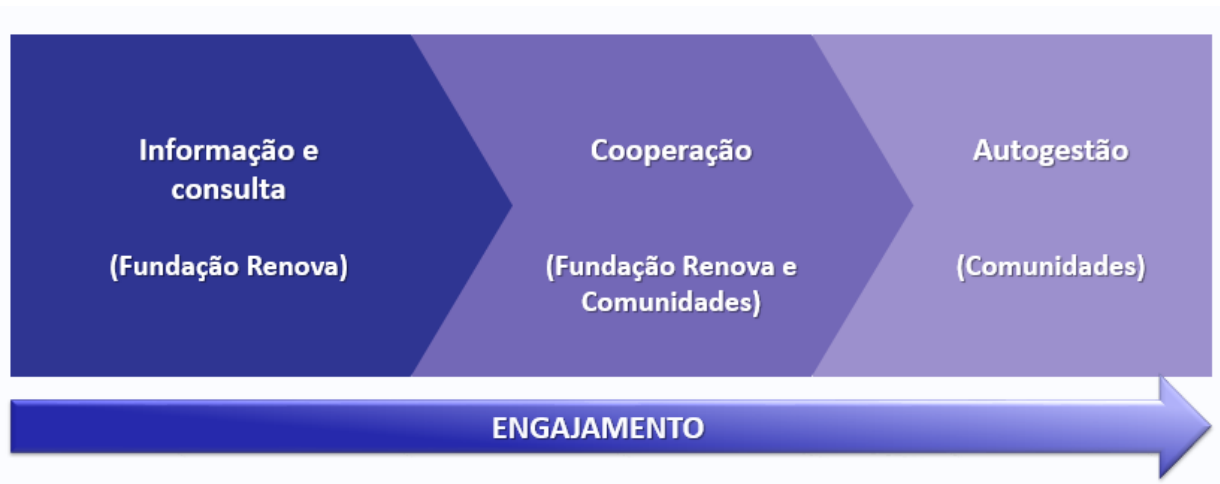 Informação e
consulta
(Fundação Renova)
Cooperação
(Fundação Renova e
Comunidades)
Autogestão
(Comunidades)
ENGAJAMENTO